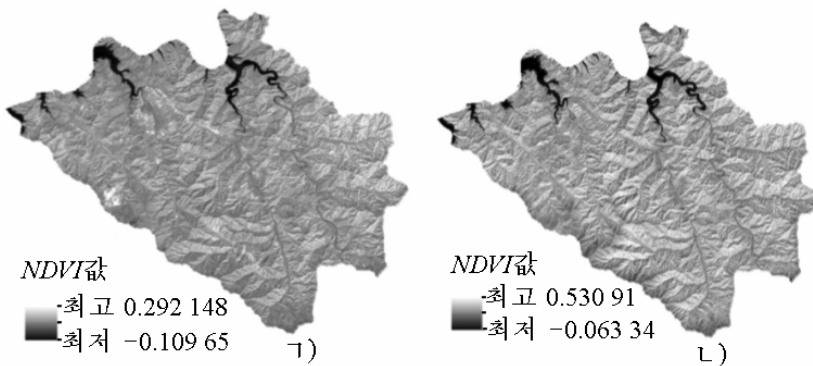 NDVI값
최고 0.292 148
최저 -0.109 65
ㄱ)
NDVI값
최고 0.530 91
최저 -0.063 34
ㄴ)